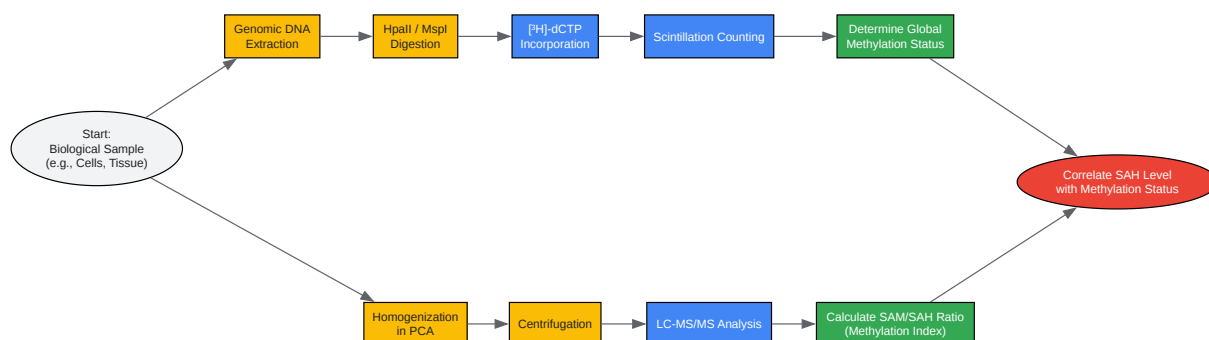 Genomic DNA
Extraction
HpaII / MspI
Digestion
[³H]-dCTP
Incorporation
Scintillation Counting
Determine Global
Methylation Status
Start:
Biological Sample
(e.g., Cells, Tissue)
Correlate SAH Level
with Methylation Status
Homogenization
in PCA
Centrifugation
LC-MS/MS Analysis
Calculate SAM/SAH Ratio
(Methylation Index)